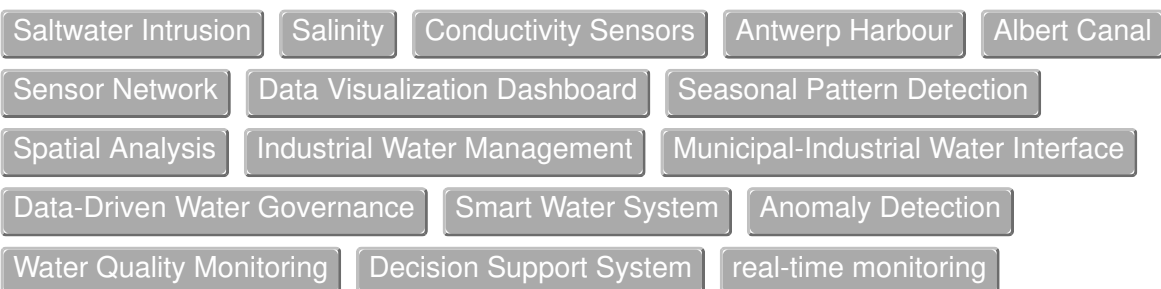 Saltwater Intrusion Salinity Conductivity Sensors Antwerp Harbour Albert Canal
Sensor Network Data Visualization Dashboard Seasonal Pattern Detection
Spatial Analysis Industrial Water Management Municipal-Industrial Water Interface
Data-Driven Water Governance Smart Water System Anomaly Detection
Water Quality Monitoring Decision Support System real-time monitoring